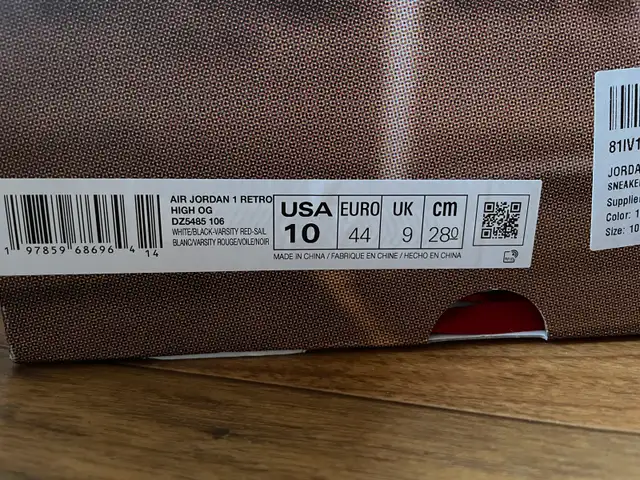 AIR JORDAN 1 RETRO
HIGH OG
DZ5485 106
WHITE/BLACK-VARSITY RED-SAIL
BLANC/VARSITY ROUGE/VOILE/NOIR
1 97859 68696 4 14
USA
10
EURO
44
UK
9
cm
280
MADE IN CHINA / FABRIQUE EN CHINE / HECHO EN CHINA
81IV1
JORDA
SNEAKE
Supplie
Color: 1
Size: 10